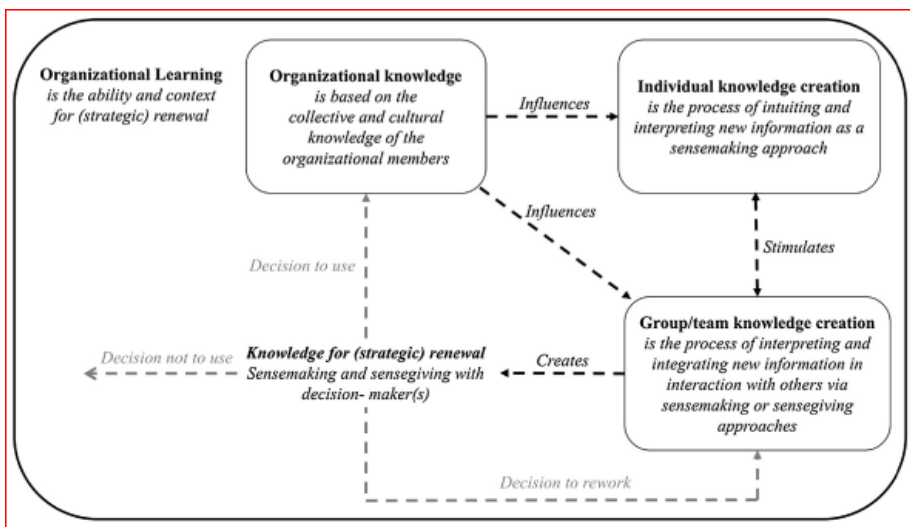 Organizational Learning
is the ability and context
for (strategic) renewal
Organizational knowledge
is based on the
collective and cultural
knowledge of the
organizational members
Influences
Individual knowledge creation
is the process of intuiting and
interpreting new information as a
sensemaking approach
Influences
Stimulates
Decision to use
Group/team knowledge creation
is the process of interpreting and
integrating new information in
interaction with others via
sensemaking or sensegiving
approaches
Creates
Knowledge for (strategic) renewal
Sensemaking and sensegiving with
decision- maker(s)
Decision not to use
Decision to rework